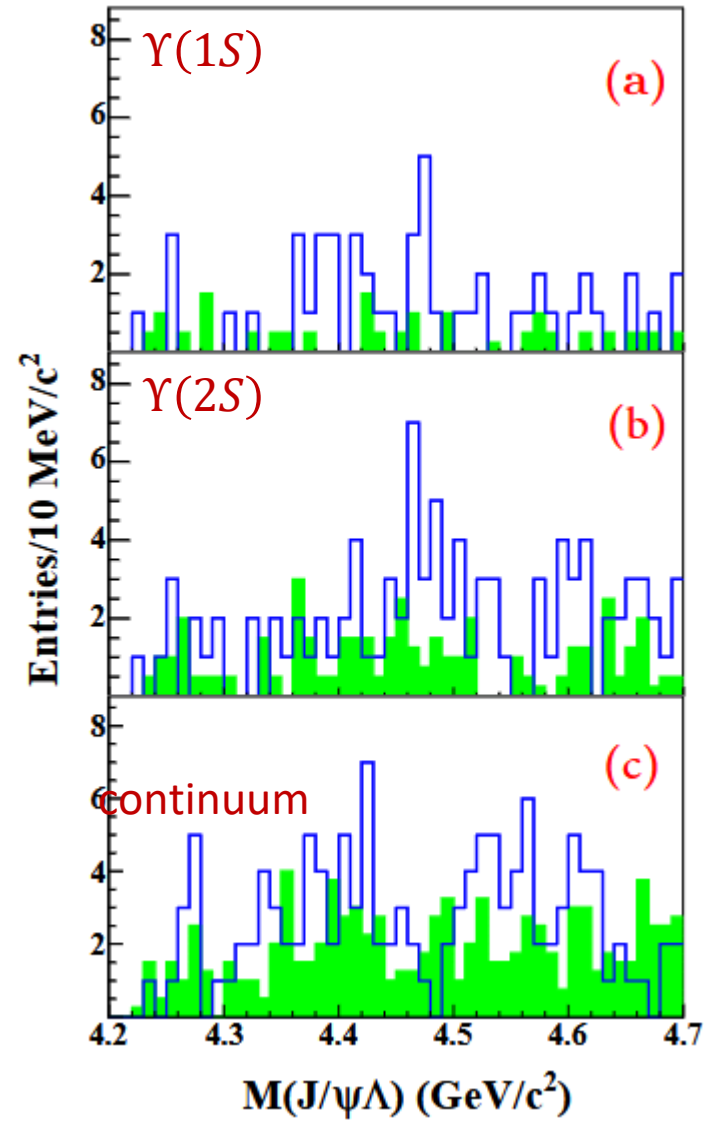 8
ϒ(1S)
(a)
6
4
2
8
ϒ(2S)
(b)
6
4
2
8
(c)
6
continuum
4
2
4.2 4.3 4.4 4.5 4.6 4.7
M(J/ψΛ) (GeV/c²)
Entries/10 MeV/c²